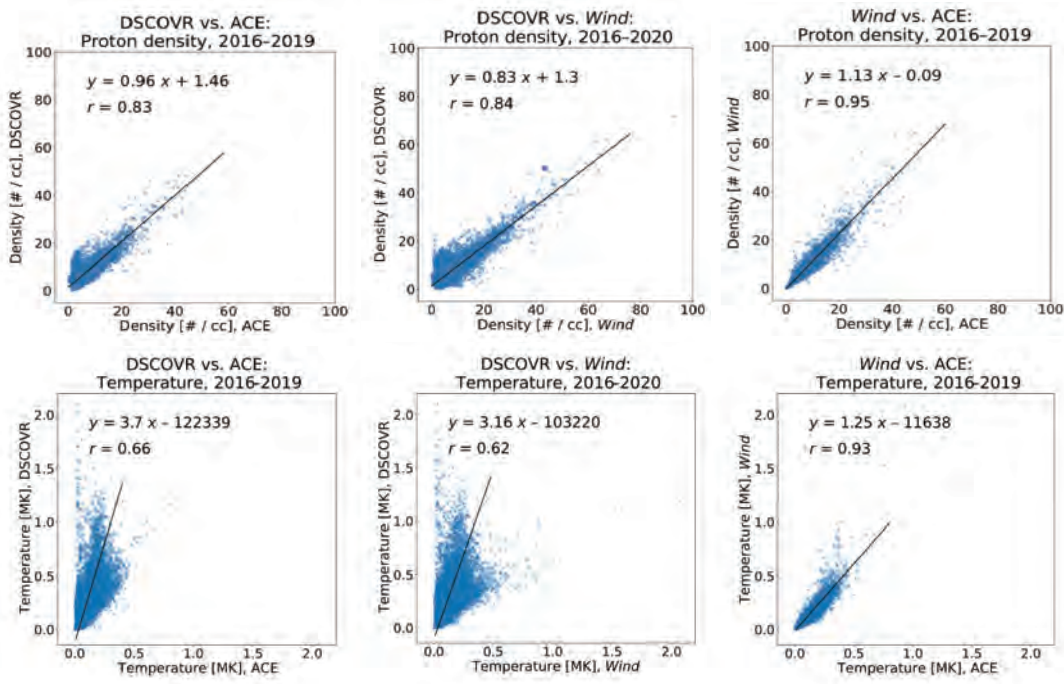 DSCOVR vs. ACE:
Proton density, 2016–2019
y = 0.96 x + 1.46
r = 0.83
Density [# / cc], DSCOVR
100
80
60
40
20
0
0 20 40 60 80 100
Density [# / cc], ACE
DSCOVR vs. Wind:
Proton density, 2016–2020
y = 0.83 x + 1.3
r = 0.84
Density [# / cc], DSCOVR
100
80
60
40
20
0
0 20 40 60 80 100
Density [# / cc], Wind
Wind vs. ACE:
Proton density, 2016–2019
y = 1.13 x – 0.09
r = 0.95
Density [# / cc], Wind
100
80
60
40
20
0
0 20 40 60 80 100
Density [# / cc], ACE
DSCOVR vs. ACE:
Temperature, 2016-2019
y = 3.7 x – 122339
r = 0.66
Temperature [MK], DSCOVR
2.0
1.5
1.0
0.5
0.0
0.0 0.5 1.0 1.5 2.0
Temperature [MK], ACE
DSCOVR vs. Wind:
Temperature, 2016-2020
y = 3.16 x – 103220
r = 0.62
Temperature [MK], DSCOVR
2.0
1.5
1.0
0.5
0.0
0.0 0.5 1.0 1.5 2.0
Temperature [MK], Wind
Wind vs. ACE:
Temperature, 2016-2019
y = 1.25 x – 11638
r = 0.93
Temperature [MK], Wind
2.0
1.5
1.0
0.5
0.0
0.0 0.5 1.0 1.5 2.0
Temperature [MK], ACE